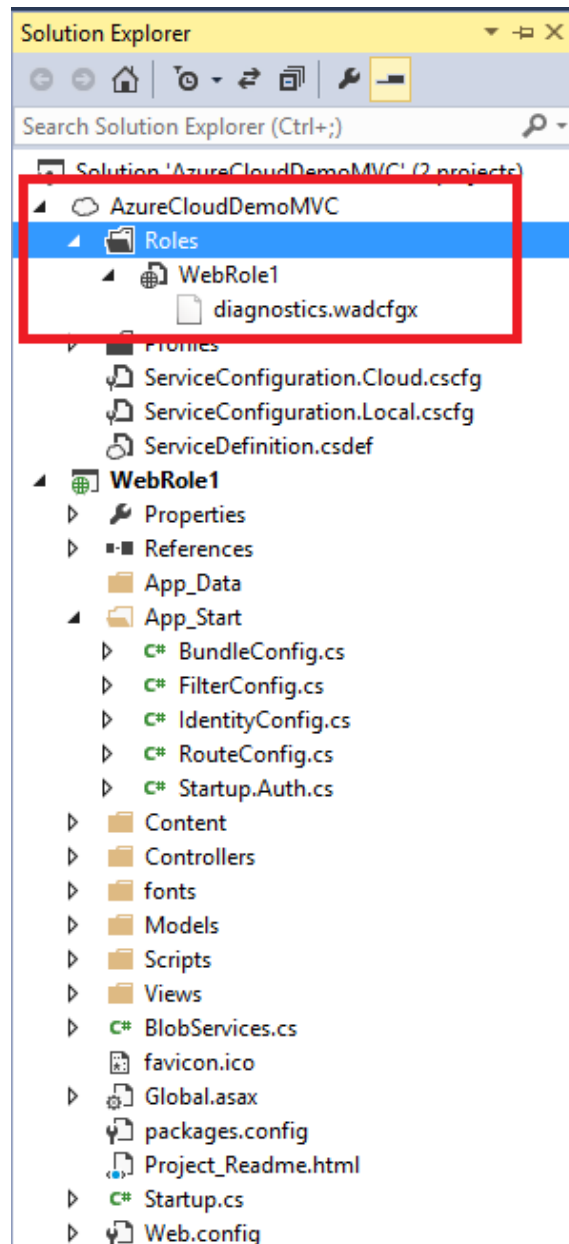 Solution Explorer
Search Solution Explorer (Ctrl+;)
Solution 'AzureCloudDemoMVC' (2 projects)
AzureCloudDemoMVC
Roles
WebRole1
diagnostics.wadcfgx
Profiles
ServiceConfiguration.Cloud.cscfg
ServiceConfiguration.Local.cscfg
ServiceDefinition.csdef
WebRole1
Properties
References
App_Data
App_Start
C# BundleConfig.cs
C# FilterConfig.cs
C# IdentityConfig.cs
C# RouteConfig.cs
C# Startup.Auth.cs
Content
Controllers
fonts
Models
Scripts
Views
C# BlobServices.cs
favicon.ico
Global.asax
packages.config
Project_Readme.html
C# Startup.cs
Web.config